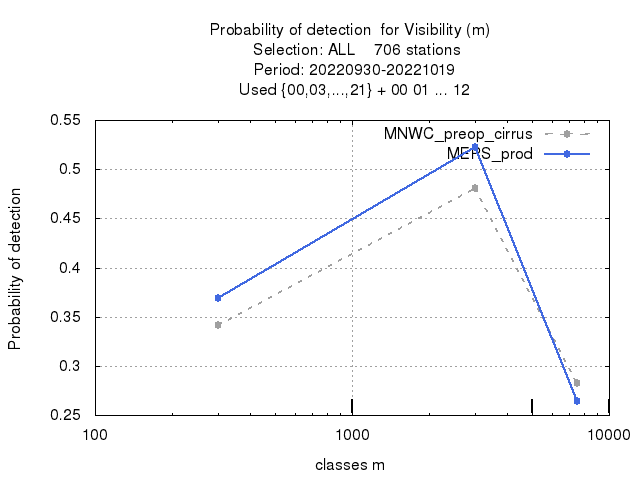 Probability of detection  for Visibility (m)
Selection: ALL    706 stations
Period: 20220930-20221019
Used {00,03,...,21} + 00 01 ... 12
0.55
0.5
0.45
0.4
0.35
0.3
0.25
Probability of detection
MNWC_preop_cirrus
MEPS_prod
100
1000
10000
classes m